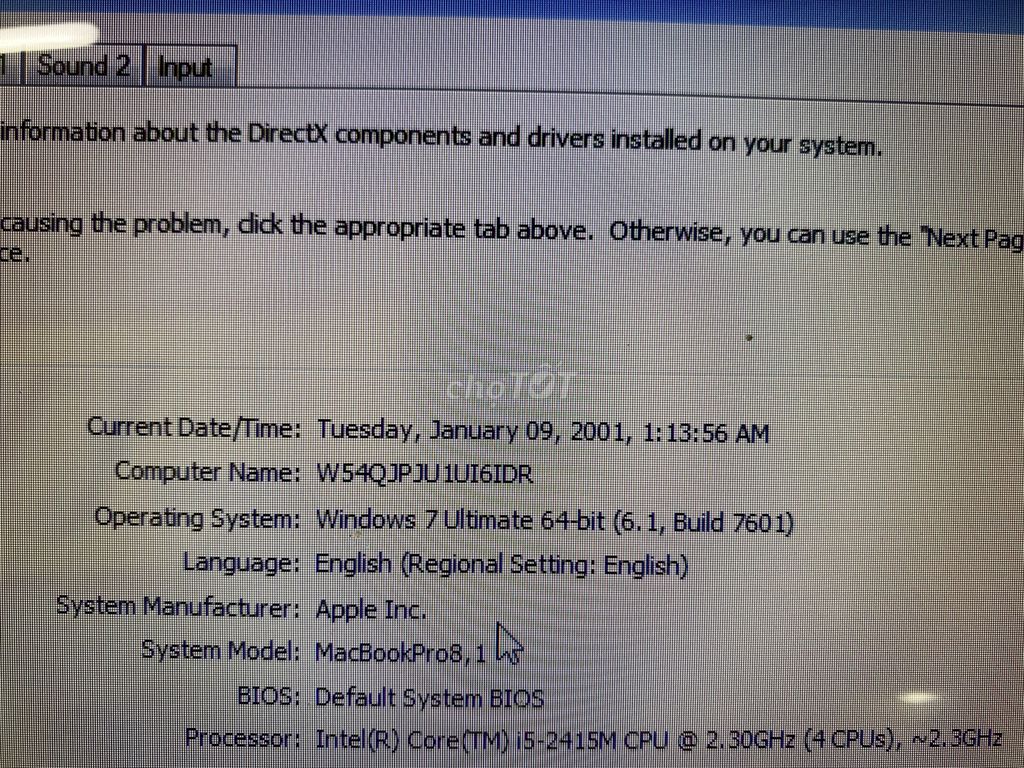 1 Sound 2 Input
information about the DirectX components and drivers installed on your system.
causing the problem, click the appropriate tab above. Otherwise, you can use the "Next Pag
ce.
chợTỐT
Current Date/Time: Tuesday, January 09, 2001, 1:13:56 AM
Computer Name: W54QJPJU1UI6IDR
Operating System: Windows 7 Ultimate 64-bit (6.1, Build 7601)
Language: English (Regional Setting: English)
System Manufacturer: Apple Inc.
System Model: MacBookPro8,1
BIOS: Default System BIOS
Processor: Intel(R) Core(TM) i5-2415M CPU @ 2.30GHz (4 CPUs), ~2.3GHz